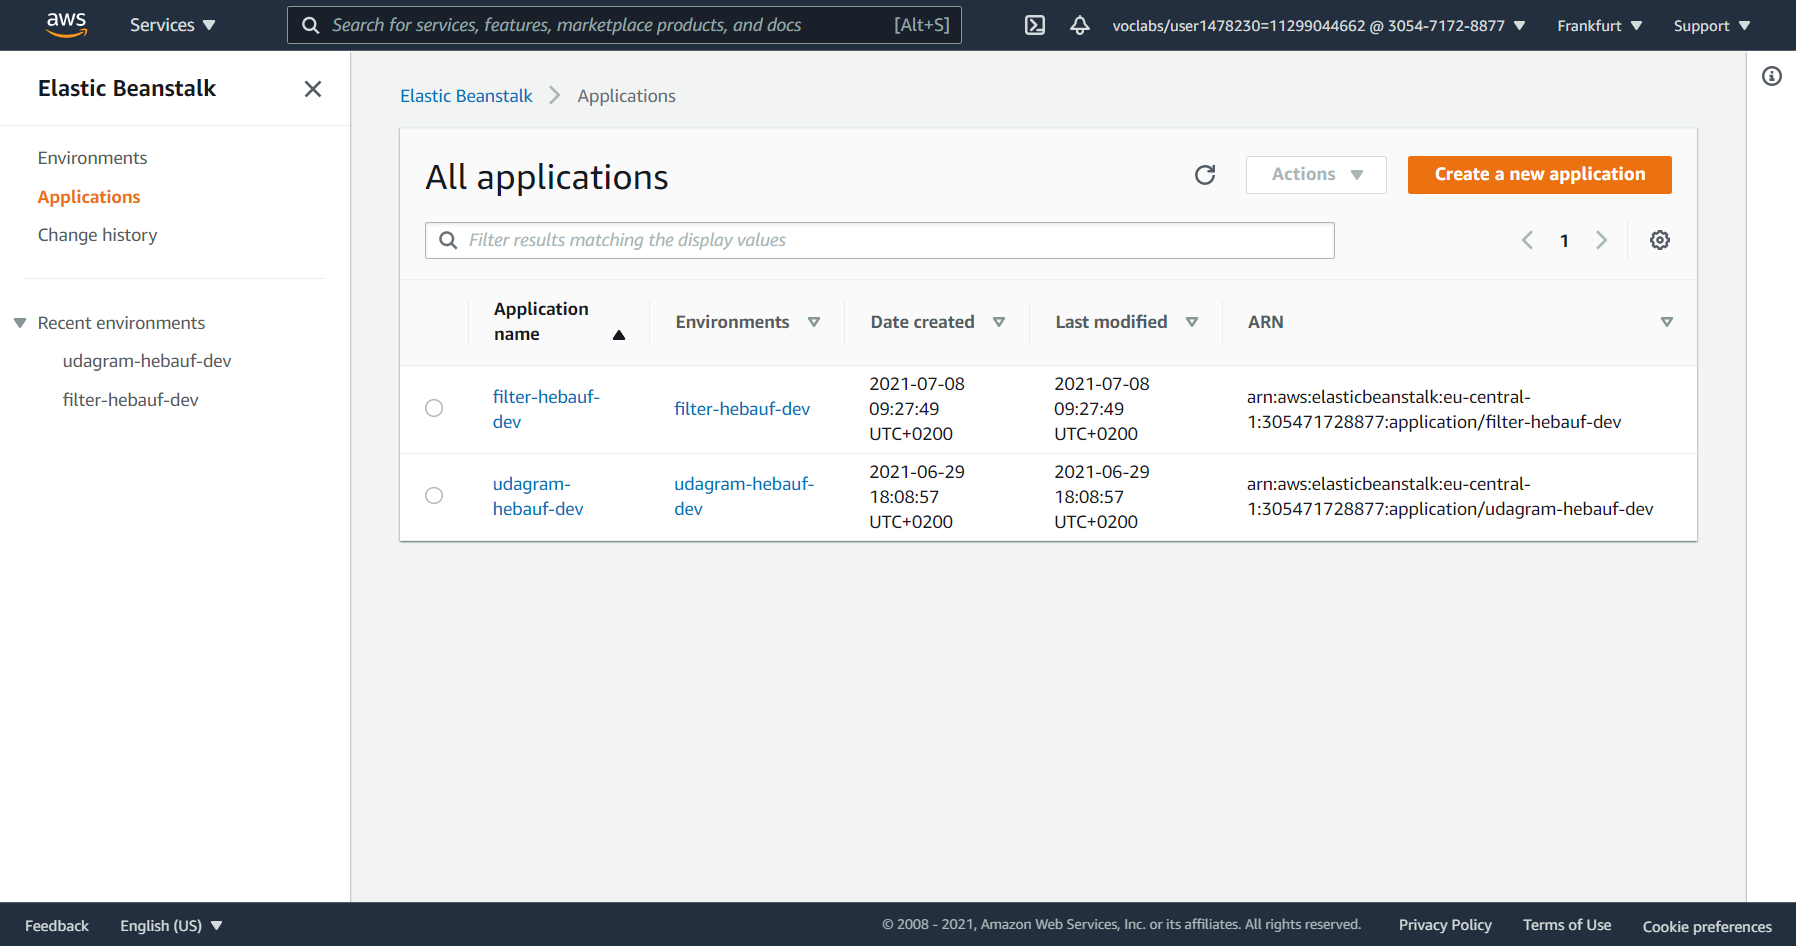 aws
Services
Search for services, features, marketplace products, and docs
[Alt+S]
voclabs/user1478230=11299044662 @ 3054-7172-8877
Frankfurt
Support
Elastic Beanstalk
Environments
Applications
Change history
Recent environments
udagram-hebauf-dev
filter-hebauf-dev
Elastic Beanstalk
Applications
All applications
Actions
Create a new application
Filter results matching the display values
1
Application
name
Environments
Date created
Last modified
ARN
filter-hebauf-
dev
filter-hebauf-dev
2021-07-08
09:27:49
UTC+0200
2021-07-08
09:27:49
UTC+0200
arn:aws:elasticbeanstalk:eu-central-
1:305471728877:application/filter-hebauf-dev
udagram-
hebauf-dev
udagram-hebauf-
dev
2021-06-29
18:08:57
UTC+0200
2021-06-29
18:08:57
UTC+0200
arn:aws:elasticbeanstalk:eu-central-
1:305471728877:application/udagram-hebauf-dev
Feedback
English (US)
© 2008 - 2021, Amazon Web Services, Inc. or its affiliates. All rights reserved.
Privacy Policy
Terms of Use
Cookie preferences